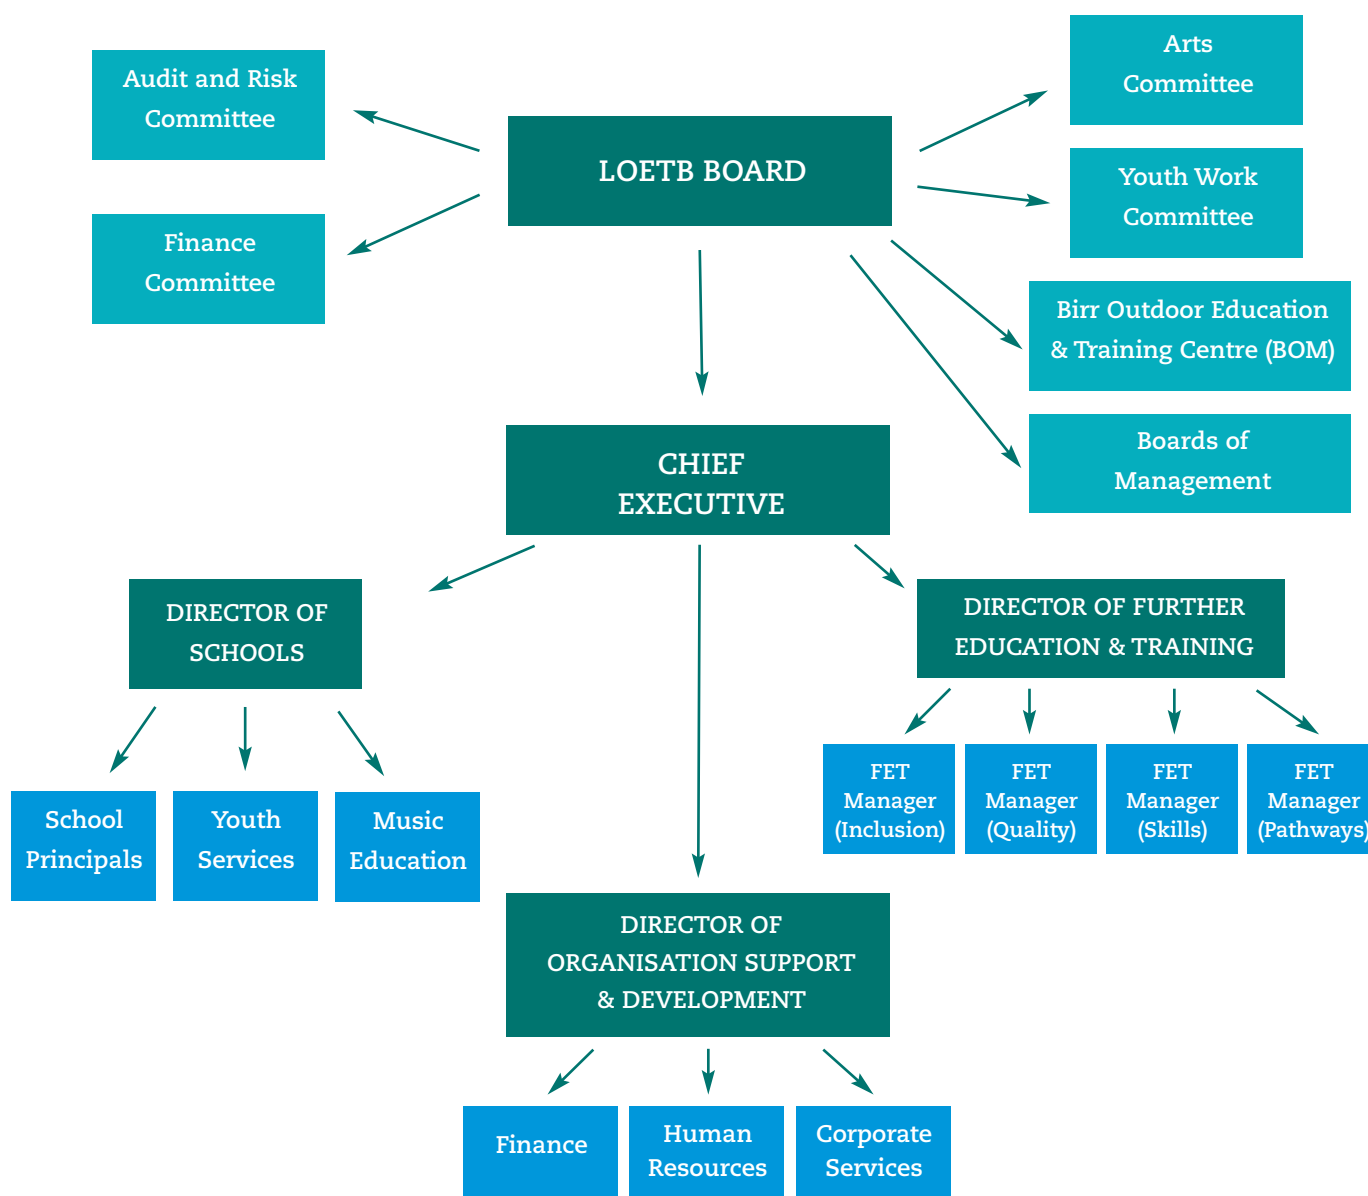 Audit and Risk
Committee
Finance
Committee
LOETB BOARD
Arts
Committee
Youth Work
Committee
Birr Outdoor Education
& Training Centre (BOM)
Boards of
Management
CHIEF
EXECUTIVE
DIRECTOR OF
SCHOOLS
DIRECTOR OF FURTHER
EDUCATION & TRAINING
School
Principals
Youth
Services
Music
Education
FET
Manager
(Inclusion)
FET
Manager
(Quality)
FET
Manager
(Skills)
FET
Manager
(Pathways)
DIRECTOR OF
ORGANISATION SUPPORT
& DEVELOPMENT
Finance
Human
Resources
Corporate
Services